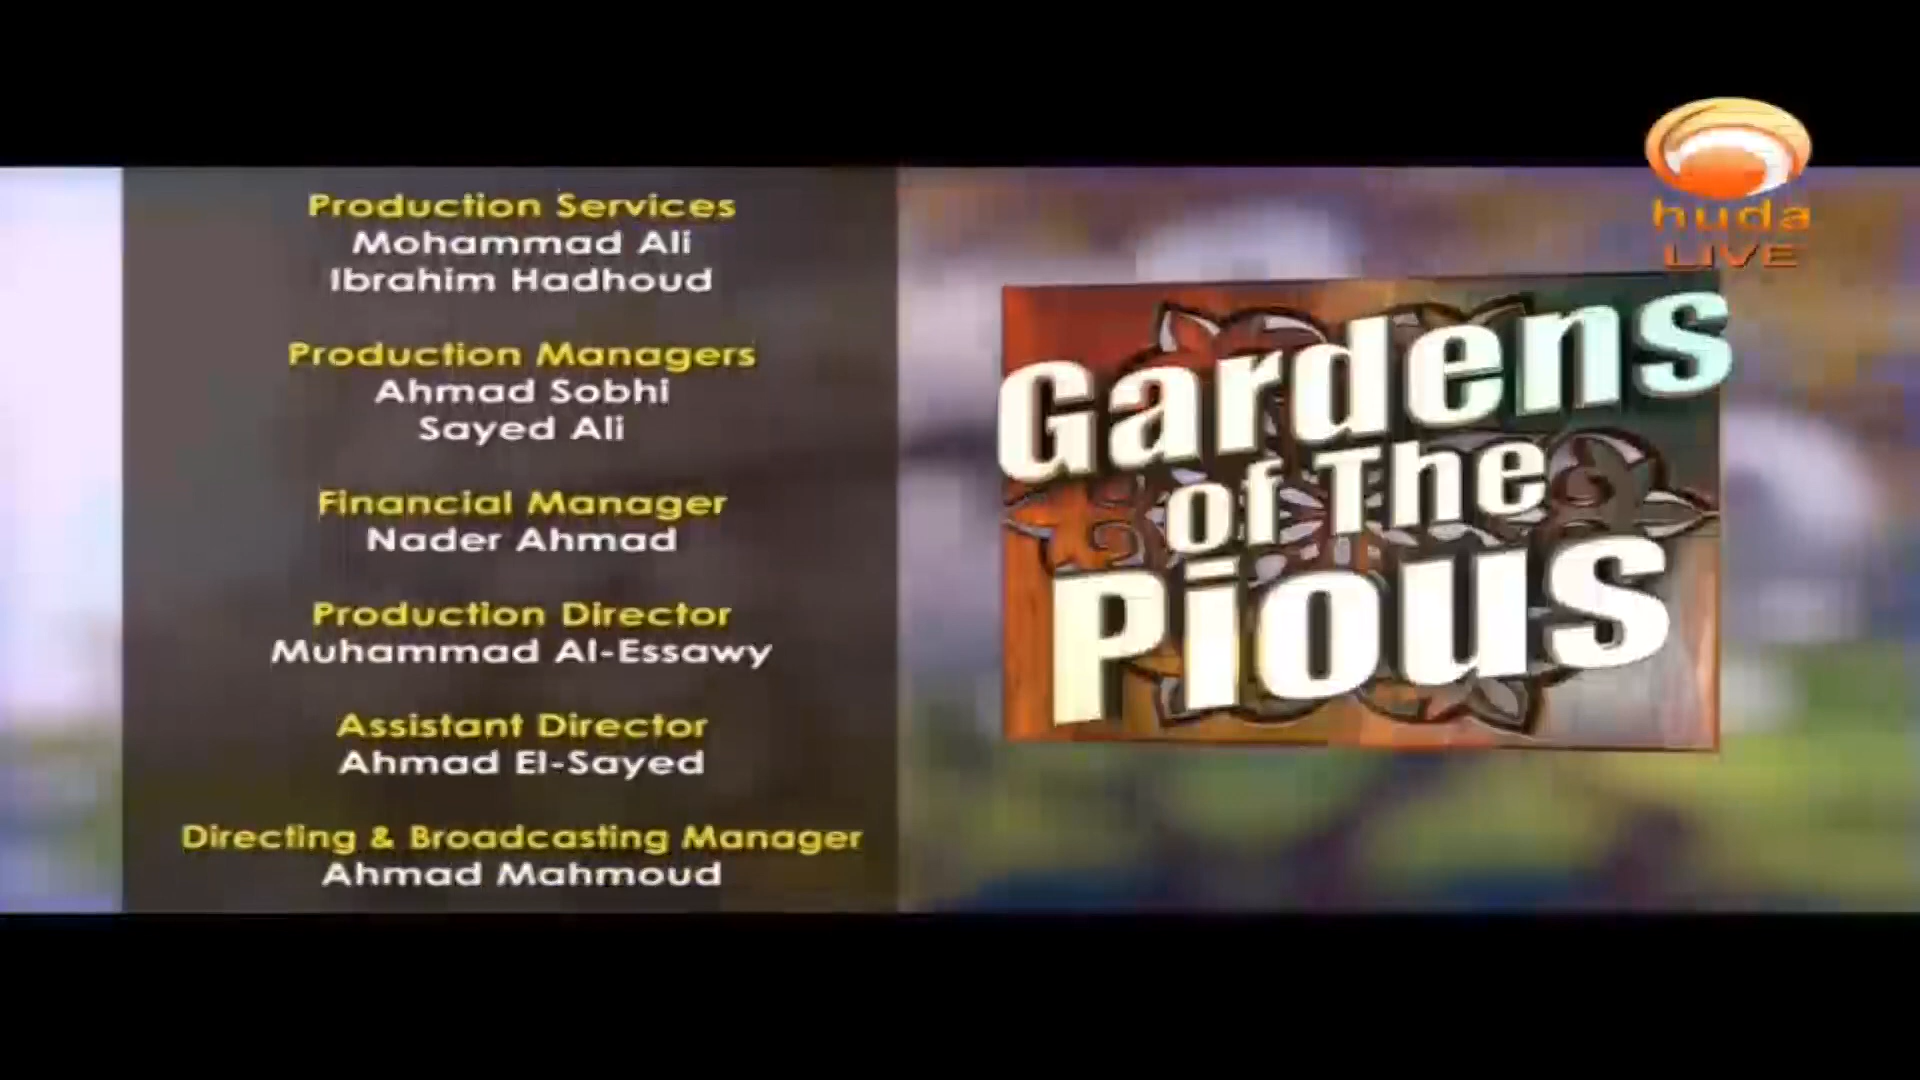 Production Services
Mohammad Ali
Ibrahim Hadhoud
Production Managers
Ahmad Sobhi
Sayed Ali
Financial Manager
Nader Ahmad
Production Director
Muhammad Al-Essawy
Assistant Director
Ahmad El-Sayed
Directing & Broadcasting Manager
Ahmad Mahmoud
huda
LIVE
Gardens
of The
Pious